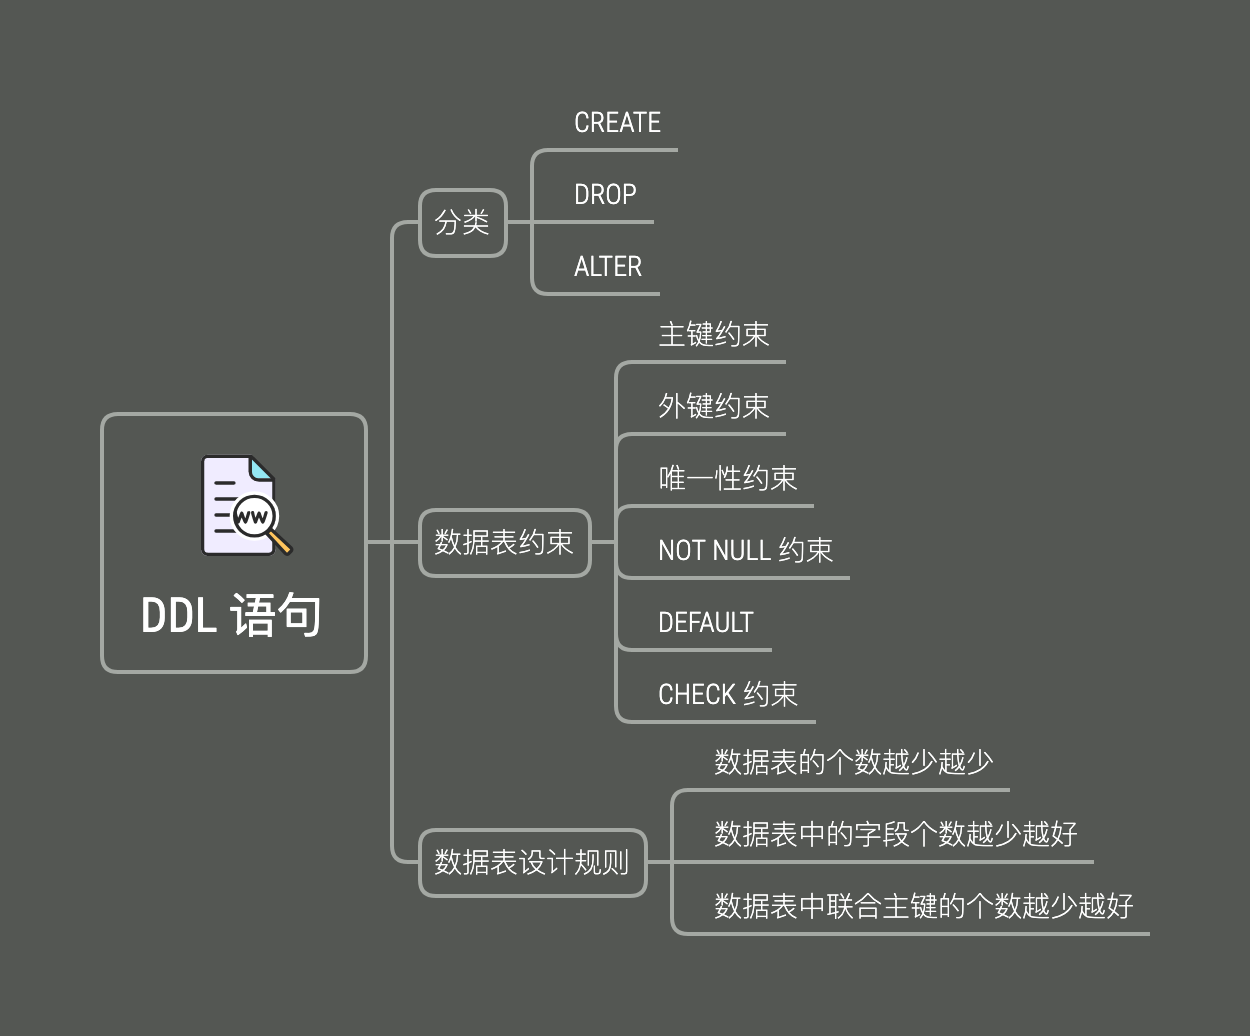 CREATE
DROP
分类
ALTER
主键约束
外键约束
唯一性约束
NOT NULL 约束
数据表约束
DEFAULT
CHECK 约束
WW
DDL 语句
数据表的个数越少越少
数据表中的字段个数越少越好
数据表设计规则
数据表中联合主键的个数越少越好